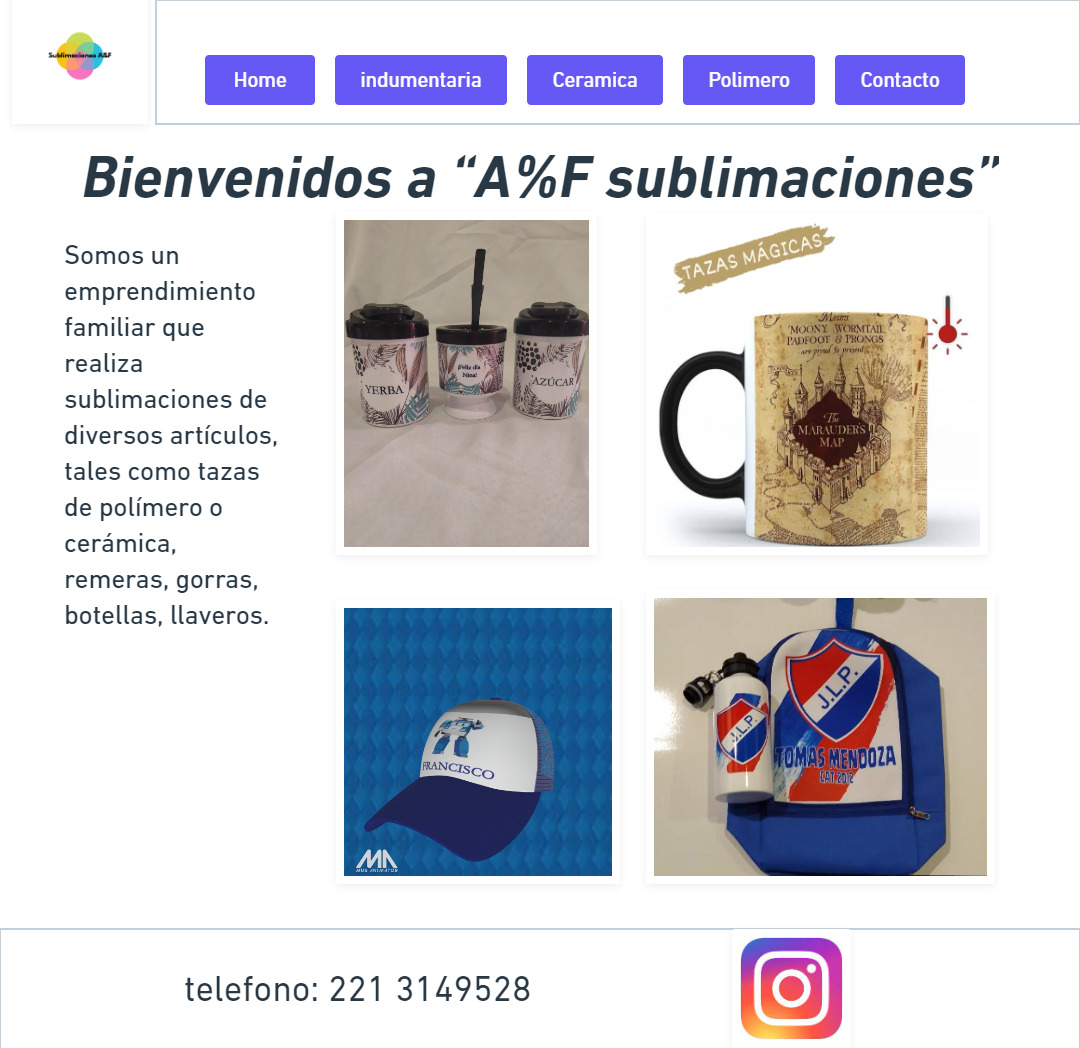 Sublimaciones A&F
Home
indumentaria
Ceramica
Polimero
Contacto
Bienvenidos a “A%F sublimaciones”
Somos un
emprendimiento
familiar que
realiza
sublimaciones de
diversos artículos,
tales como tazas
de polímero o
cerámica,
remeras, gorras,
botellas, llaveros.
YERBA
¡Feliz día
Nina!
AZÚCAR
TAZAS MÁGICAS
Messrs
MOONY WORMTAIL
PADFOOT & PRONGS
are proud to present
The
MARAUDER'S
MAP
FRANCISCO
MA
MUG ANIMATOR
J.L.P.
J.L.P.
TOMAS MENDOZA
CAT.2012
telefono: 221 3149528